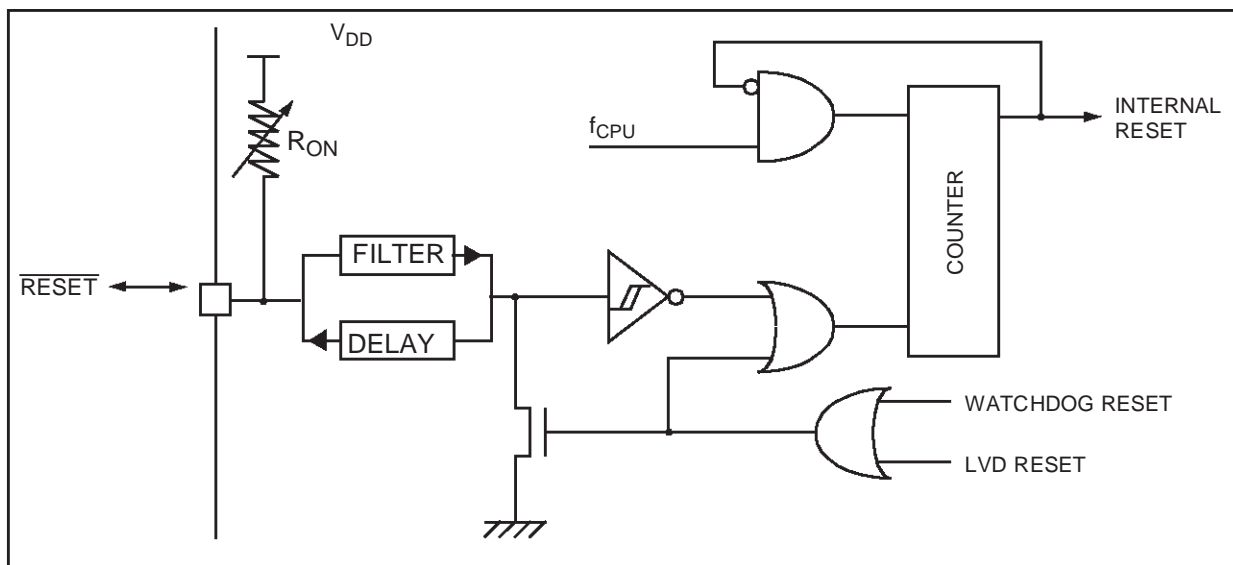 VDD
RON
fCPU
INTERNAL
RESET
COUNTER
FILTER
RESET
DELAY
WATCHDOG RESET
LVD RESET